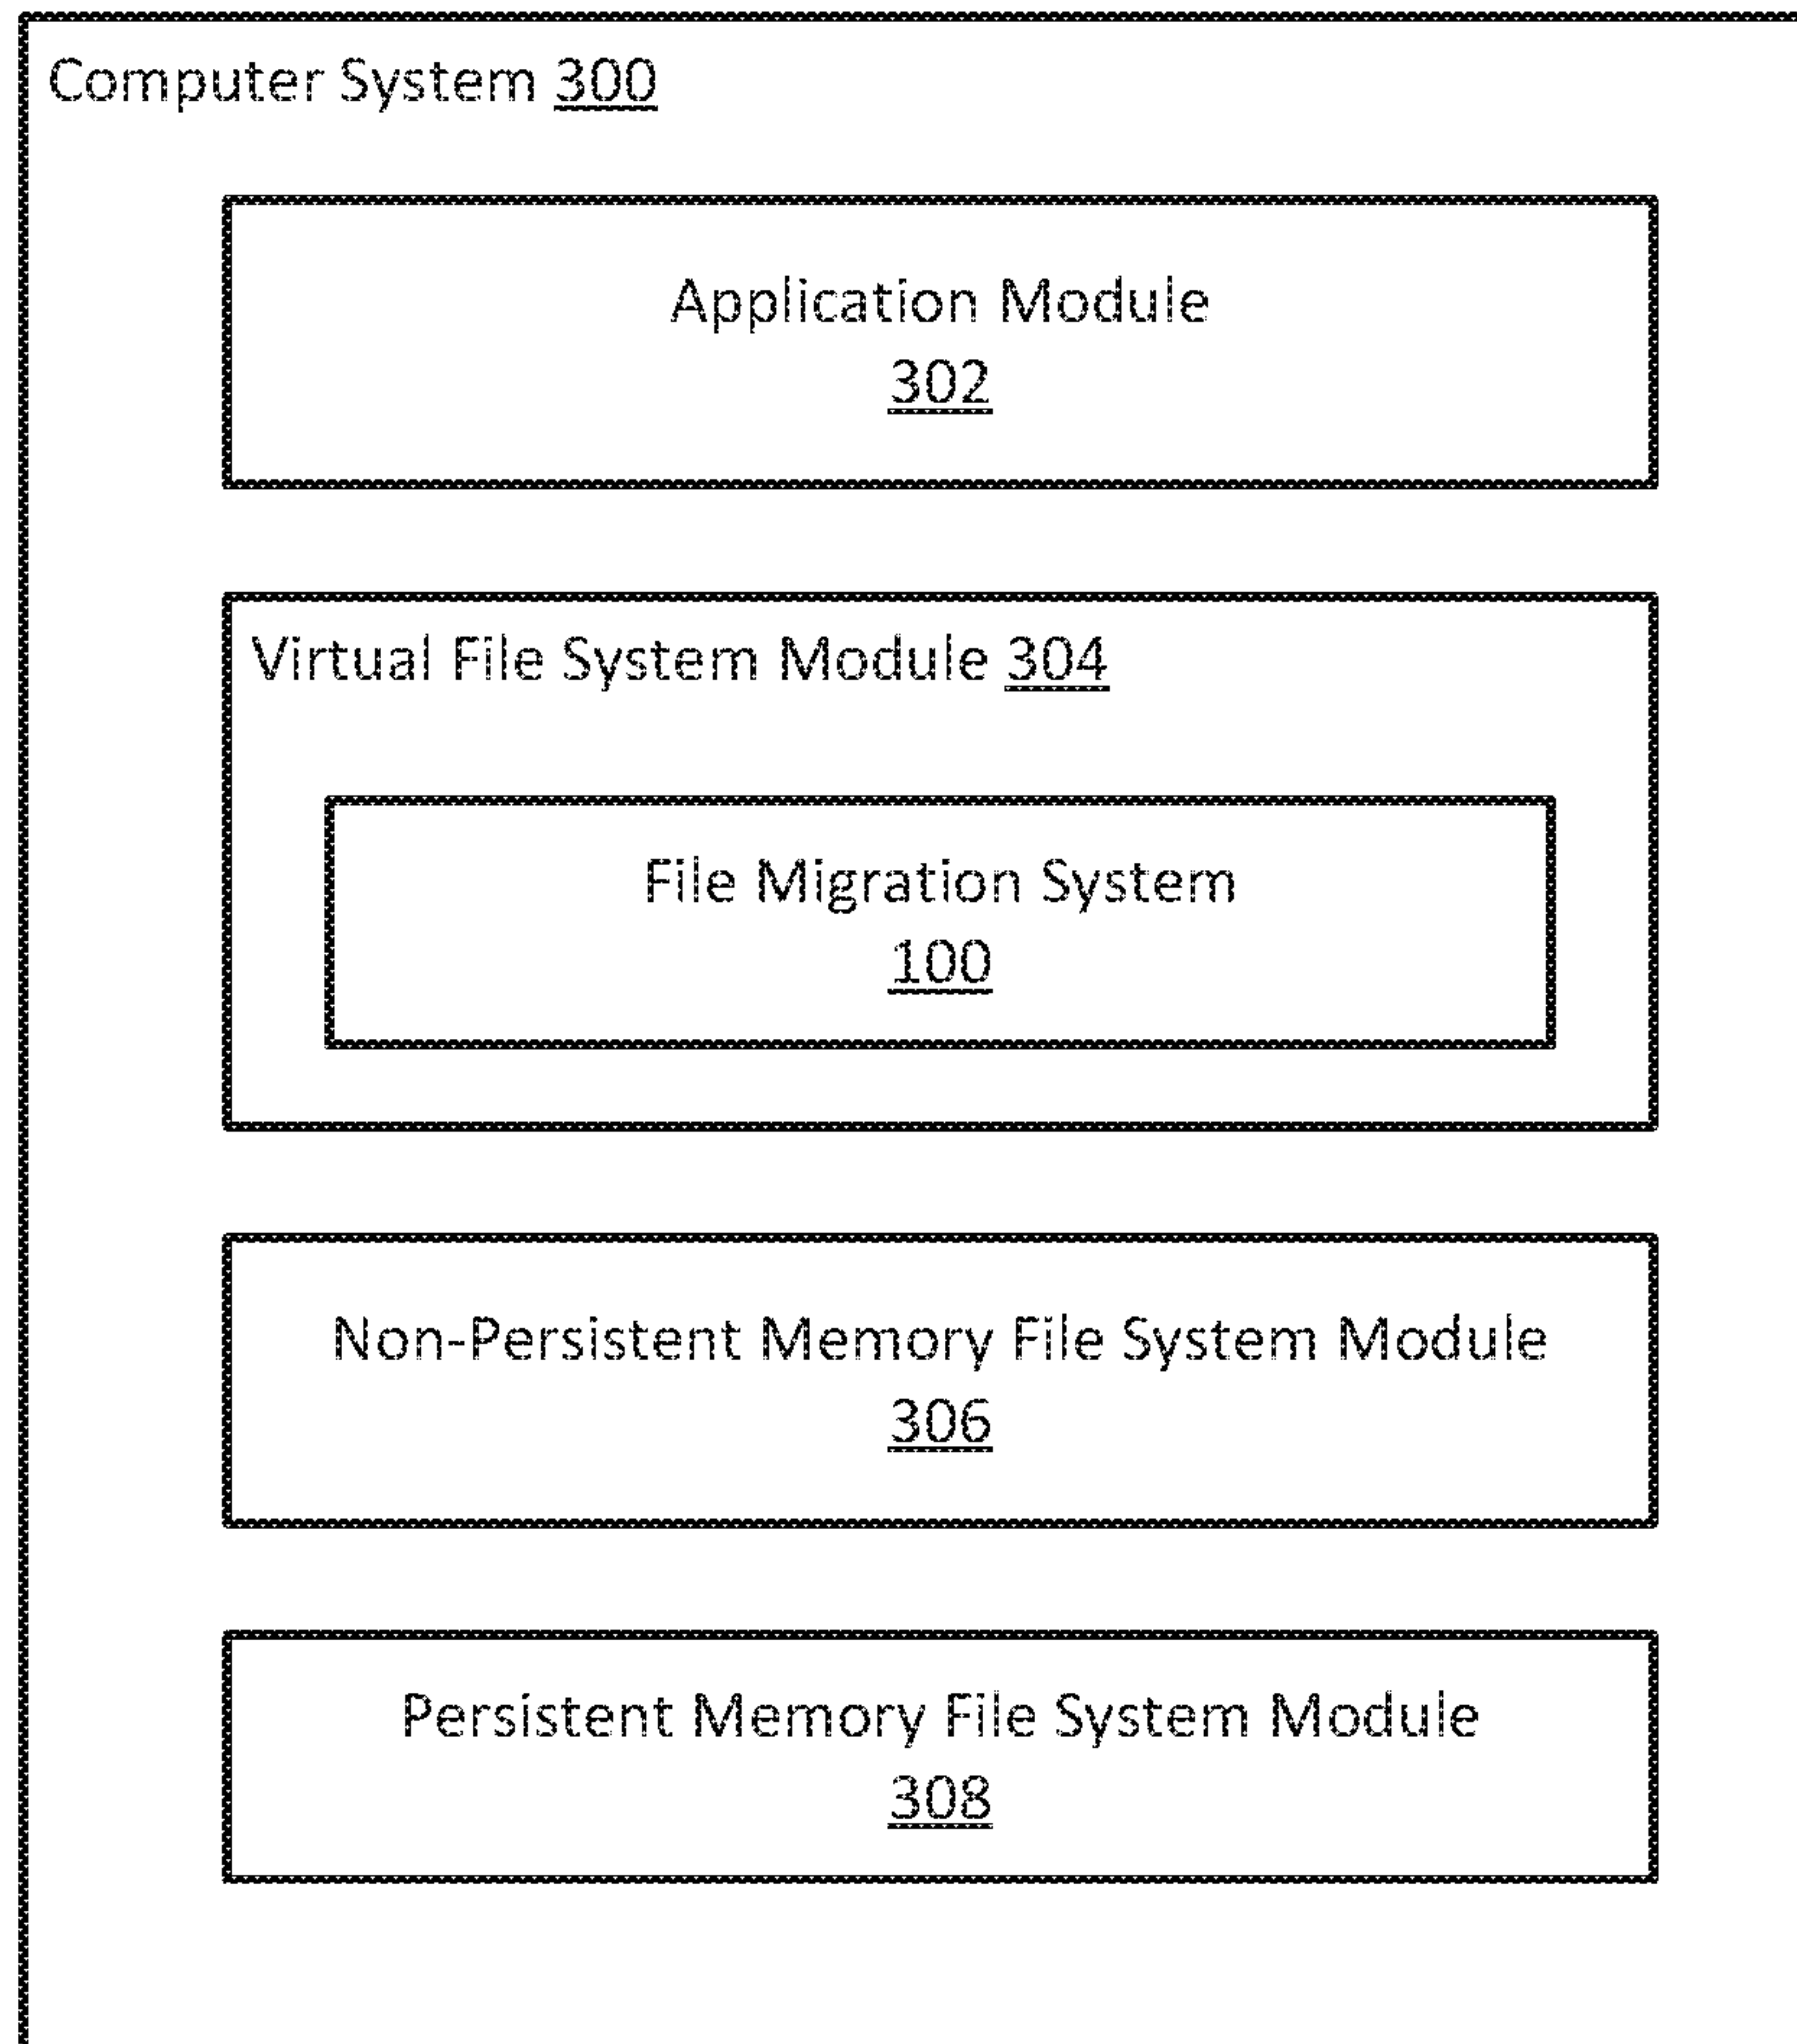 Computer System 300
Application Module
302
Virtual File System Module 304
File Migration System
100
Non-Persistent Memory File System Module
306
Persistent Memory File System Module
308